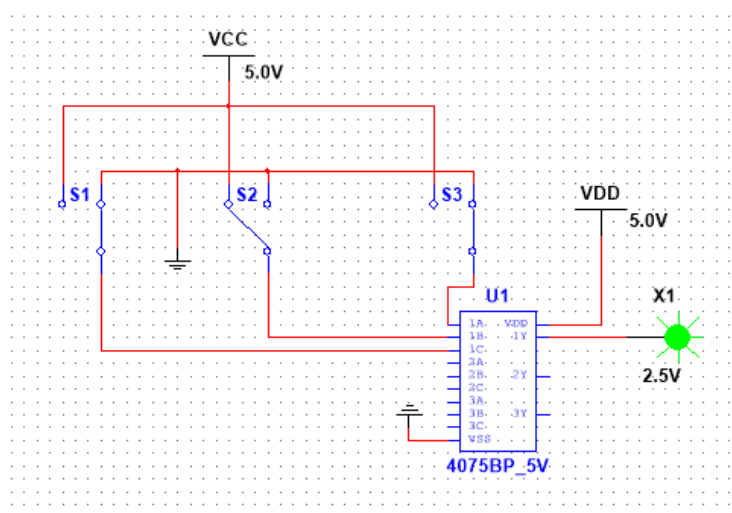 VCC
5.0V
S1
S2
S3
VDD
5.0V
U1
X1
1A
VDD
1B
1Y
1C
2A
2B
2Y
2C
3A
3B
3Y
3C
VSS
2.5V
4075BP_5V